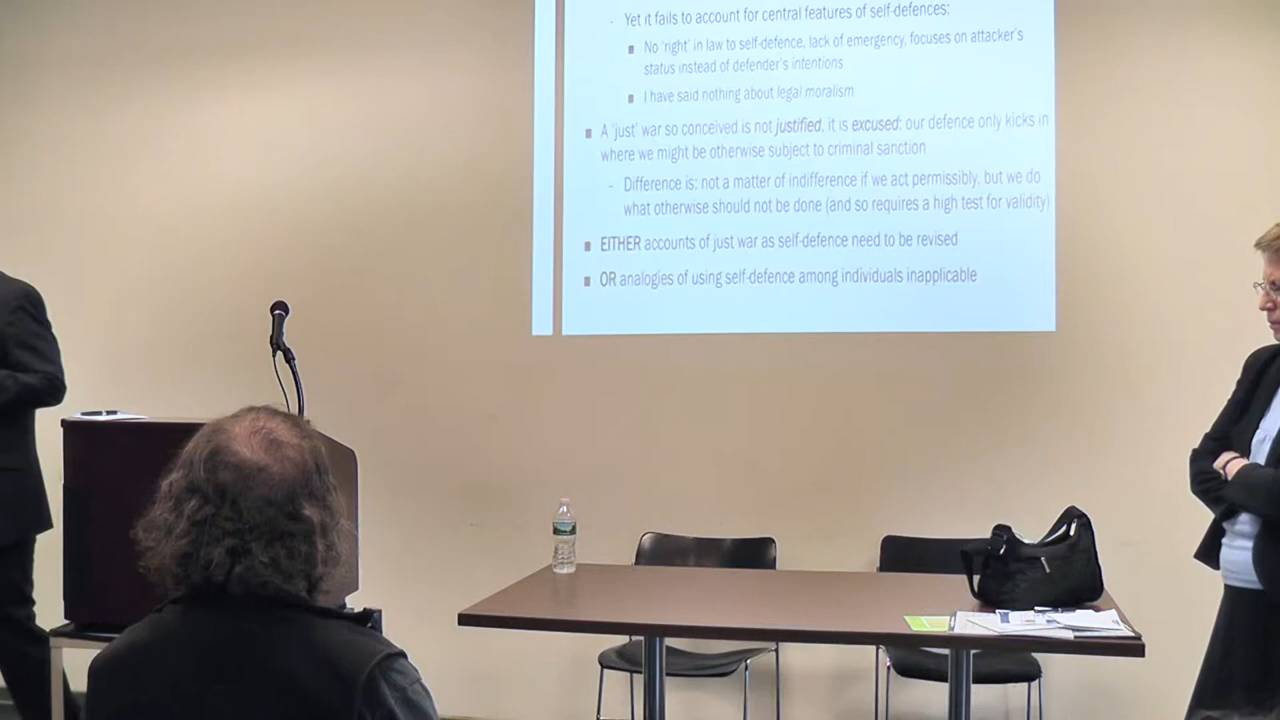 - Yet it fails to account for central features of self-defences:
■ No 'right' in law to self-defence, lack of emergency, focuses on attacker's
status instead of defender's intentions
■ I have said nothing about legal moralism
■ A 'just' war so conceived is not justified, it is excused: our defence only kicks in
where we might be otherwise subject to criminal sanction
- Difference is: not a matter of indifference if we act permissibly, but we do
what otherwise should not be done (and so requires a high test for validity)
■ EITHER accounts of just war as self-defence need to be revised
■ OR analogies of using self-defence among individuals inapplicable